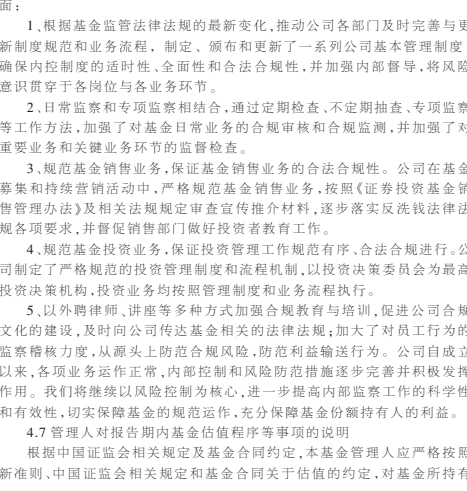 面：
1、根据基金监管法律法规的最新变化,推动公司各部门及时完善与更
新制度规范和业务流程，制定、颁布和更新了一系列公司基本管理制度
确保内控制度的适时性、全面性和合法合规性,并加强内部督导,将风险
意识贯穿于各岗位与各业务环节。
2、日常监察和专项监察相结合,通过定期检查、不定期抽查、专项监察
等工作方法,加强了对基金日常业务的合规审核和合规监测,并加强了对
重要业务和关键业务环节的监督检查。
3、规范基金销售业务,保证基金销售业务的合法合规性。公司在基金
募集和持续营销活动中,严格规范基金销售业务,按照《证券投资基金销
售管理办法》及相关法规规定审查宣传推介材料,逐步落实反洗钱法律法
规各项要求,并督促销售部门做好投资者教育工作。
4、规范基金投资业务,保证投资管理工作规范有序、合法合规进行。公
司制定了严格规范的投资管理制度和流程机制,以投资决策委员会为最高
投资决策机构,投资业务均按照管理制度和业务流程执行。
5、以外聘律师、讲座等多种方式加强合规教育与培训,促进公司合规
文化的建设,及时向公司传达基金相关的法律法规;加大了对员工行为的
监察稽核力度,从源头上防范合规风险,防范利益输送行为。公司自成立
以来,各项业务运作正常,内部控制和风险防范措施逐步完善并积极发挥
作用。我们将继续以风险控制为核心,进一步提高内部监察工作的科学性
和有效性,切实保障基金的规范运作,充分保障基金份额持有人的利益。
4.7 管理人对报告期内基金估值程序等事项的说明
根据中国证监会相关规定及基金合同约定,本基金管理人应严格按照
新准则、中国证监会相关规定和基金合同关于估值的约定,对基金所持有